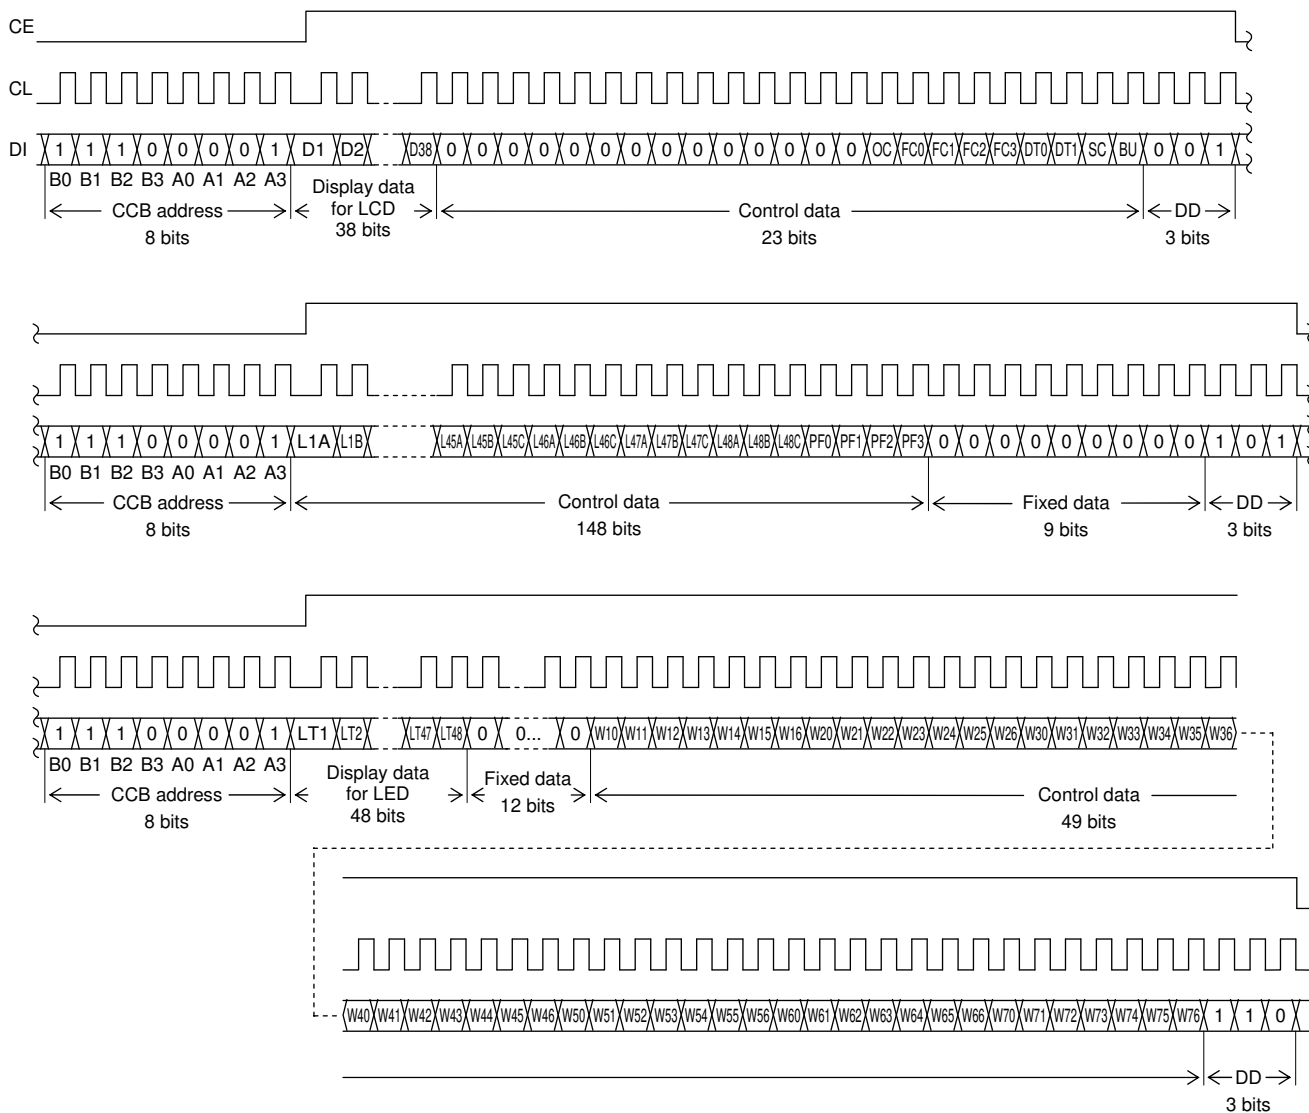 CE
CL
DI 1 1 1 0 0 0 0 1 D1 D2 D38 0 0 0 0 0 0 0 0 0 0 0 0 0 0 OC FC0 FC1 FC2 FC3 DT0 DT1 SC BU 0 0 1
B0 B1 B2 B3 A0 A1 A2 A3
CCB address
8 bits
Display data
for LCD
38 bits
Control data
23 bits
DD
3 bits
1 1 1 0 0 0 0 1 L1A L1B L45A L45B L45C L46A L46B L46C L47A L47B L47C L48A L48B L48C PF0 PF1 PF2 PF3 0 0 0 0 0 0 0 0 0 1 0 1
B0 B1 B2 B3 A0 A1 A2 A3
CCB address
8 bits
Control data
148 bits
Fixed data
9 bits
DD
3 bits
1 1 1 0 0 0 0 1 LT1 LT2 LT47 LT48 0 0... 0 W10 W11 W12 W13 W14 W15 W16 W20 W21 W22 W23 W24 W25 W26 W30 W31 W32 W33 W34 W35 W36
B0 B1 B2 B3 A0 A1 A2 A3
CCB address
8 bits
Display data
for LED
48 bits
Fixed data
12 bits
Control data
49 bits
W40 W41 W42 W43 W44 W45 W46 W50 W51 W52 W53 W54 W55 W56 W60 W61 W62 W63 W64 W65 W66 W70 W71 W72 W73 W74 W75 W76 1 1 0
DD
3 bits